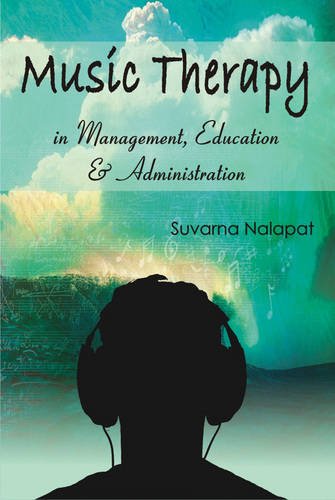 Music Therapy
in Management, Education
& Administration
Suvarna Nalapat